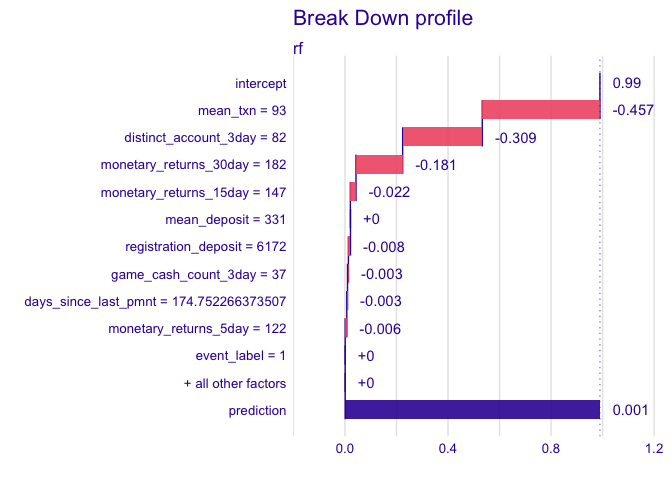 Break Down profile
rf
intercept 0.99
mean_txn = 93 -0.457
distinct_account_3day = 82 -0.309
monetary_returns_30day = 182 -0.181
monetary_returns_15day = 147 -0.022
mean_deposit = 331 +0
registration_deposit = 6172 -0.008
game_cash_count_3day = 37 -0.003
days_since_last_pmnt = 174.752266373507 -0.003
monetary_returns_5day = 122 -0.006
event_label = 1 +0
+ all other factors +0
prediction 0.001
0.0 0.4 0.8 1.2